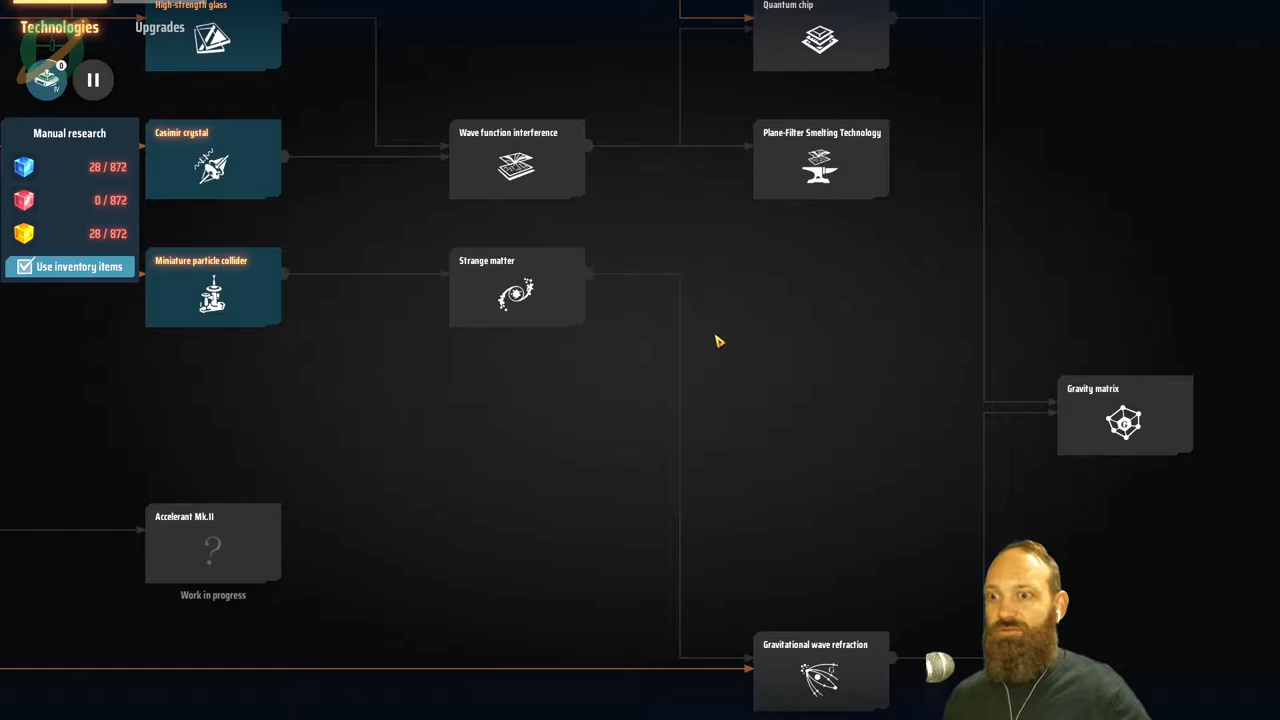 High-strength glass
Quantum chip
Technologies
Upgrades
0
IV
Manual research
28 / 872
0 / 872
28 / 872
Use inventory items
Casimir crystal
Wave function interference
Plane-Filter Smelting Technology
Miniature particle collider
Strange matter
Gravity matrix
G
Accelerant Mk.II
?
Work in progress
Gravitational wave refraction